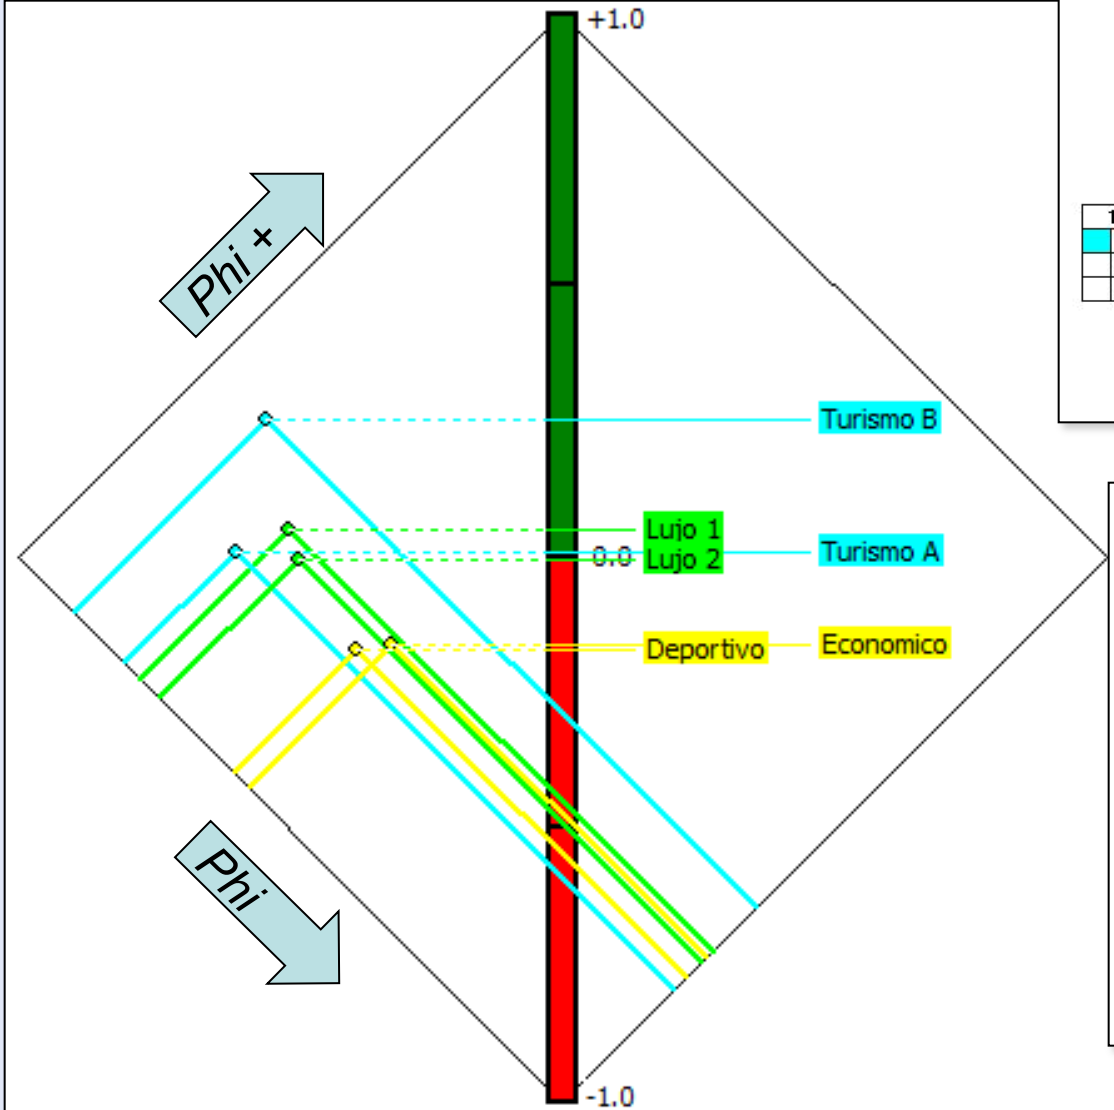 +1.0
Phi +
Turismo B
Lujo 1
0.0
Turismo A
Lujo 2
Economico
Deportivo
Phi
-1.0